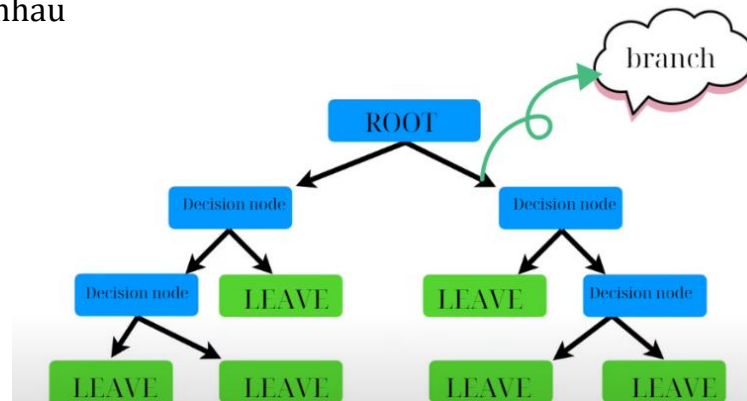 nhau
branch
ROOT
Decision node
Decision node
Decision node
LEAVE
LEAVE
Decision node
LEAVE
LEAVE
LEAVE
LEAVE